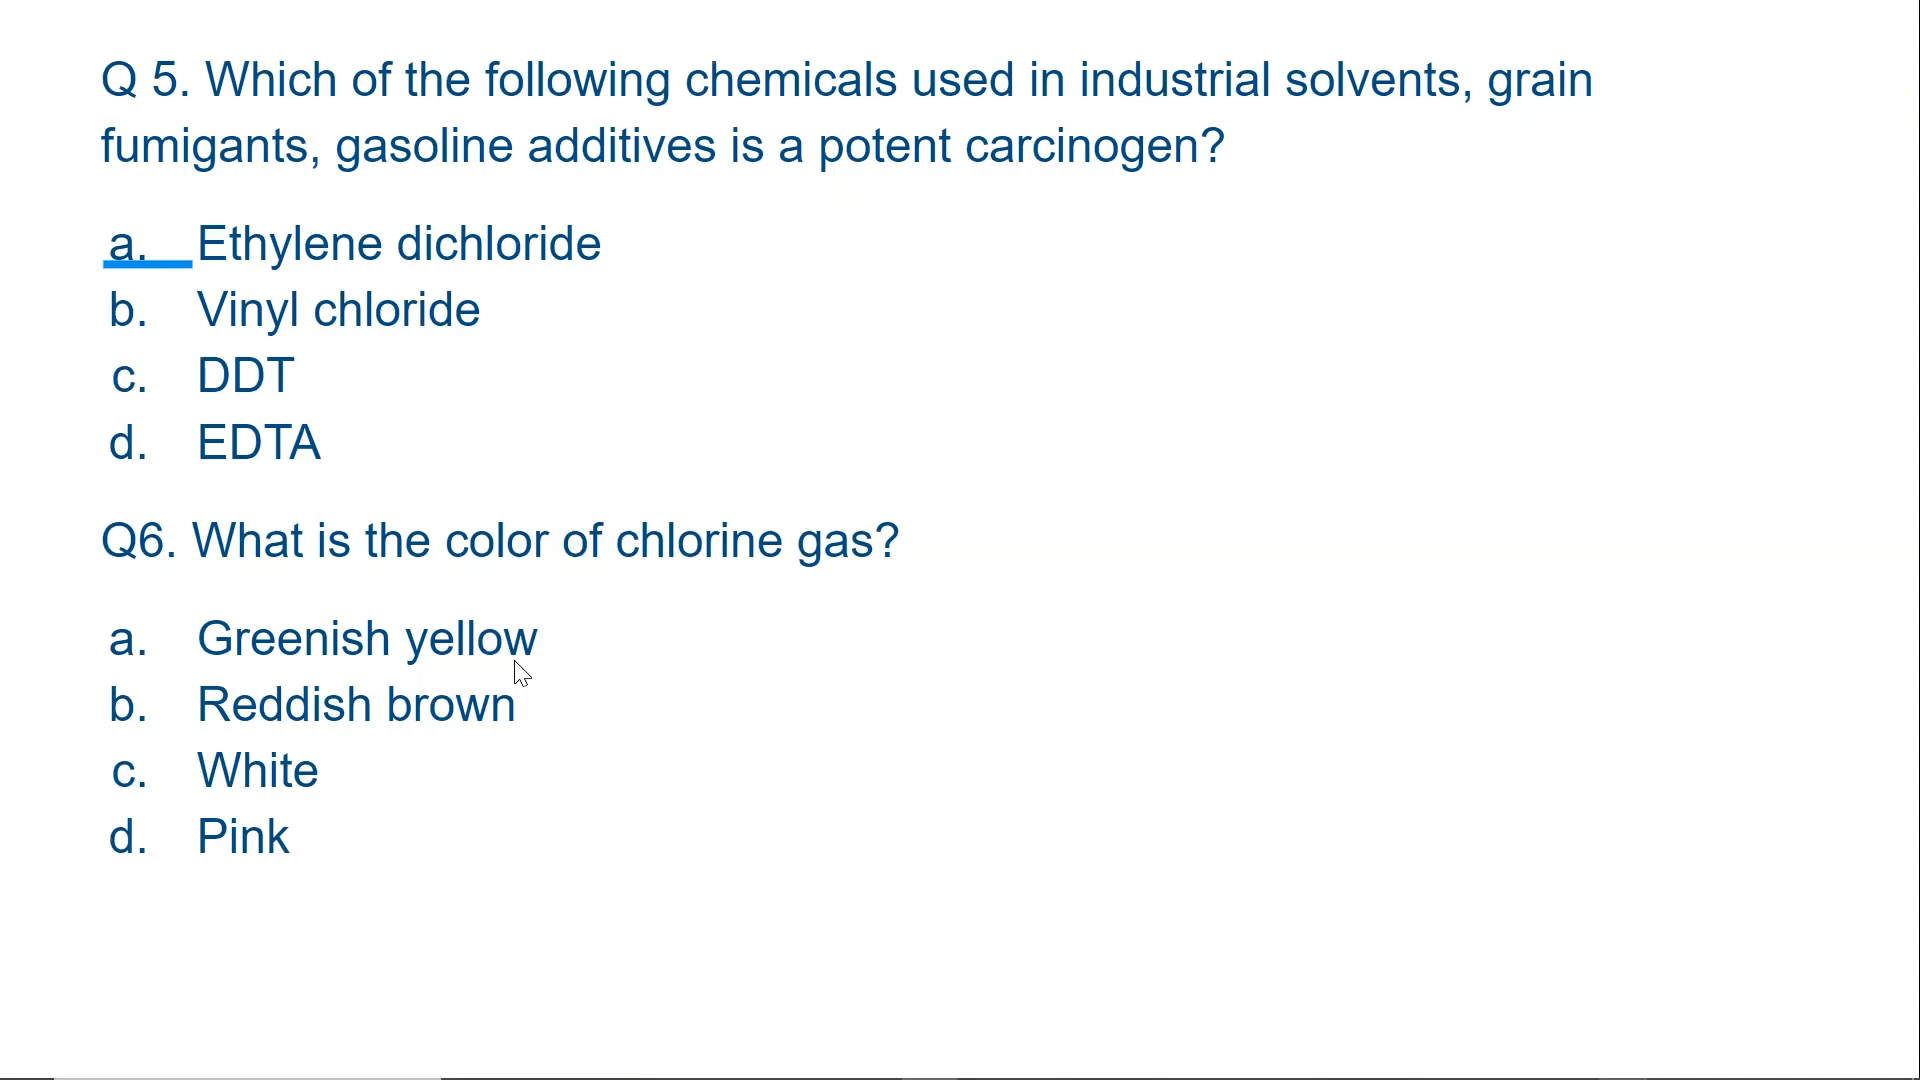 Q 5. Which of the following chemicals used in industrial solvents, grain
fumigants, gasoline additives is a potent carcinogen?
a. Ethylene dichloride
b. Vinyl chloride
c. DDT
d. EDTA
Q6. What is the color of chlorine gas?
a. Greenish yellow
b. Reddish brown
c. White
d. Pink